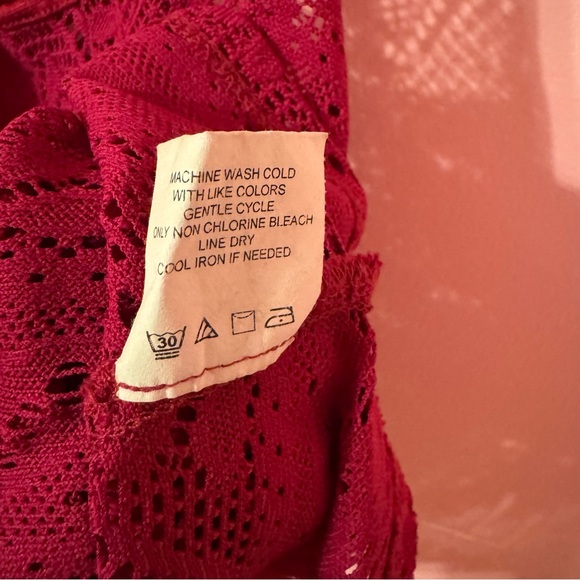 MACHINE WASH COLD
WITH LIKE COLORS
GENTLE CYCLE
ONLY NON CHLORINE BLEACH
LINE DRY
COOL IRON IF NEEDED
30